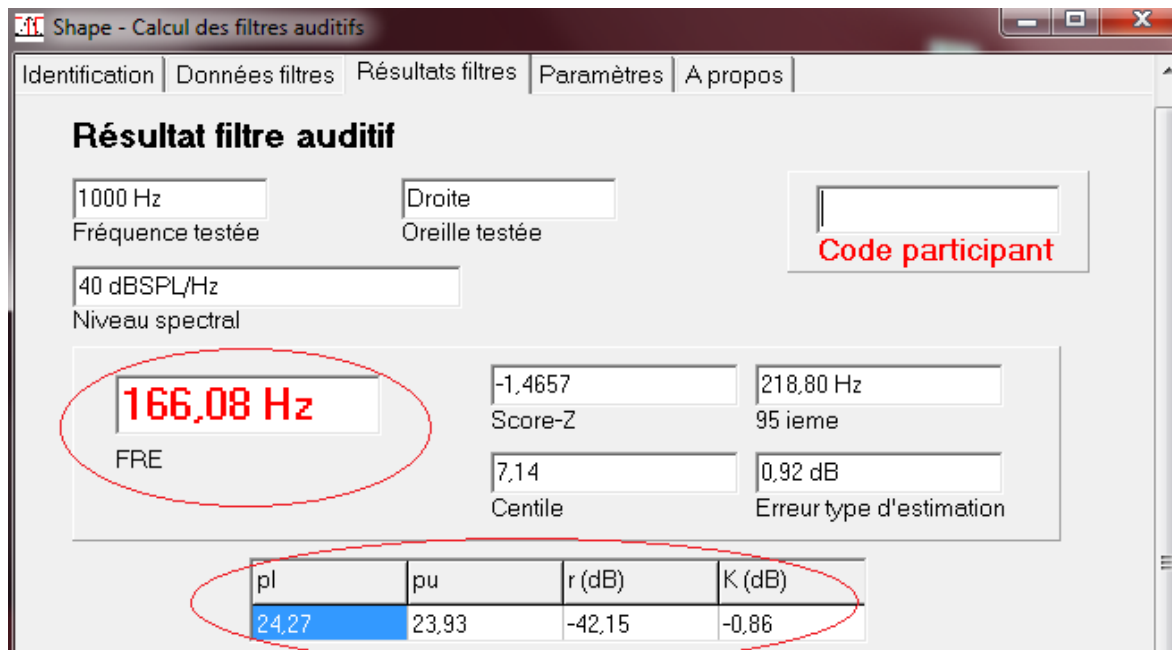 Shape - Calcul des filtres auditifs
Identification Données filtres Résultats filtres Paramètres A propos
Résultat filtre auditif
1000 Hz Droite
Fréquence testée Oreille testée
Code participant
40 dBSPL/Hz
Niveau spectral
166,08 Hz -1,4657 218,80 Hz
Score-Z 95 ieme
FRE
7,14 0,92 dB
Centile Erreur type d'estimation
pl pu r (dB) K (dB)
24,27 23,93 -42,15 -0,86